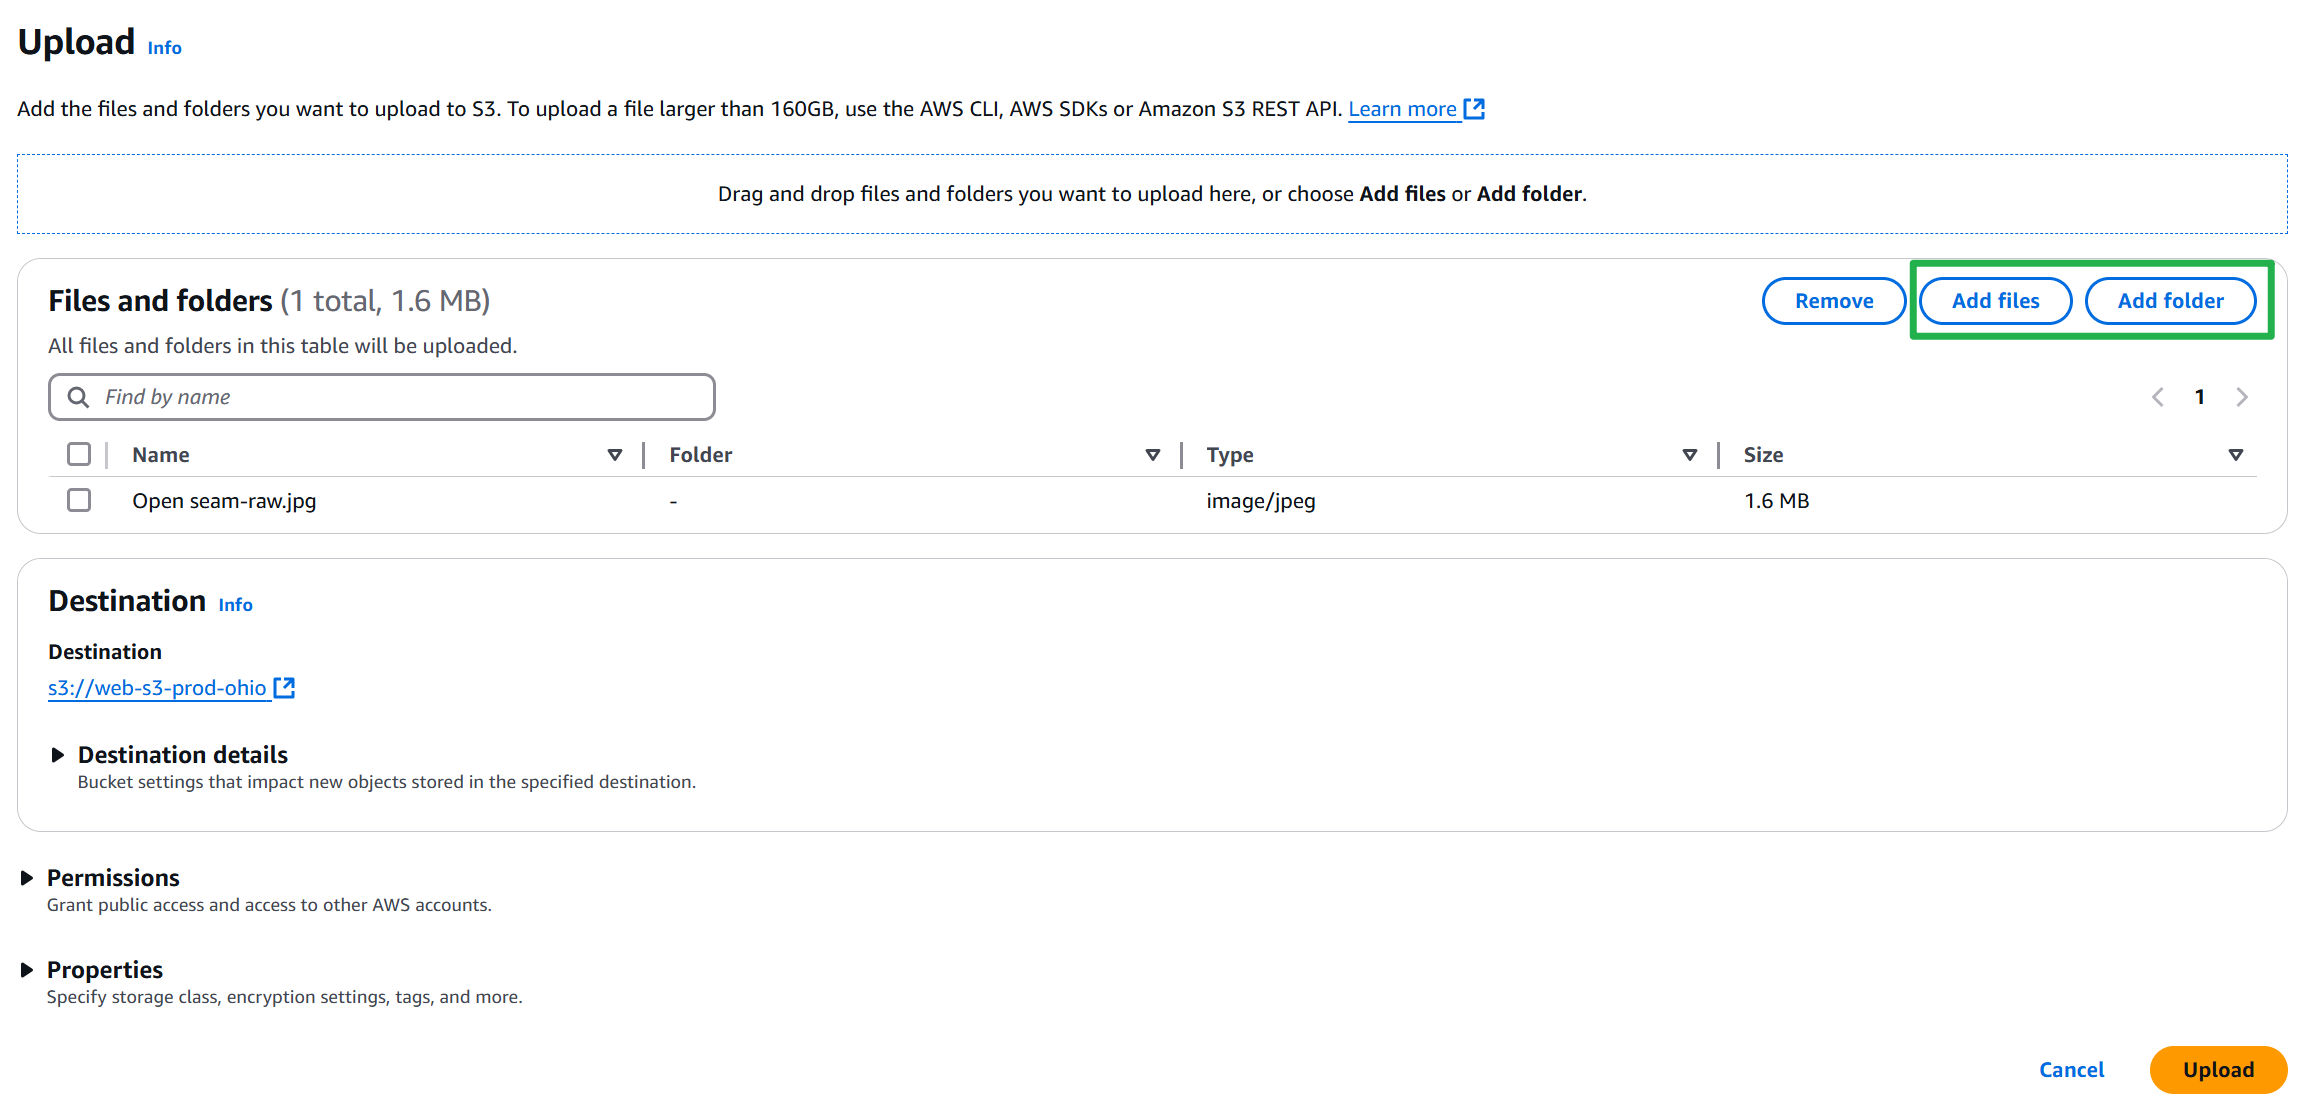 Upload Info
Add the files and folders you want to upload to S3. To upload a file larger than 160GB, use the AWS CLI, AWS SDKs or Amazon S3 REST API. Learn more
Drag and drop files and folders you want to upload here, or choose Add files or Add folder.
Files and folders (1 total, 1.6 MB)
Remove Add files Add folder
All files and folders in this table will be uploaded.
Find by name
1
Name Folder Type Size
Open seam-raw.jpg - image/jpeg 1.6 MB
Destination Info
Destination
s3://web-s3-prod-ohio
Destination details
Bucket settings that impact new objects stored in the specified destination.
Permissions
Grant public access and access to other AWS accounts.
Properties
Specify storage class, encryption settings, tags, and more.
Cancel Upload